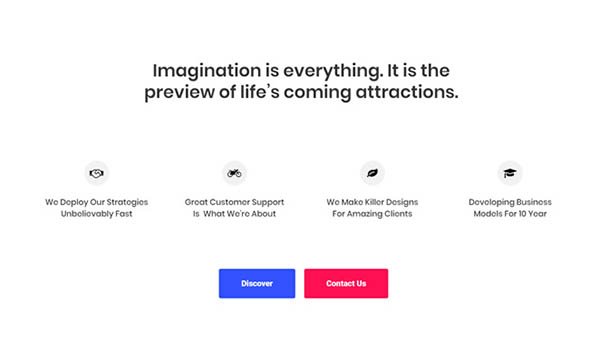 Imagination is everything. It is the
preview of life's coming attractions.
We Deploy Our Strategies
Unbelievably Fast
Great Customer Support
Is What We're About
We Make Killer Designs
For Amazing Clients
Developing Business
Models For 10 Year
Discover
Contact Us